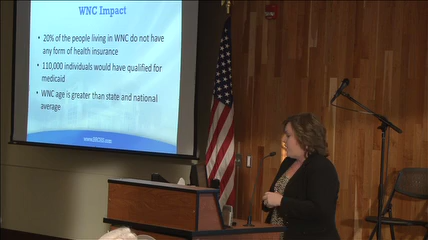 WNC Impact
• 20% of the people living in WNC do not
have any form of health insurance
• 110,000 individuals would have qualified for
medicaid
• WNC age is greater than state and national
average